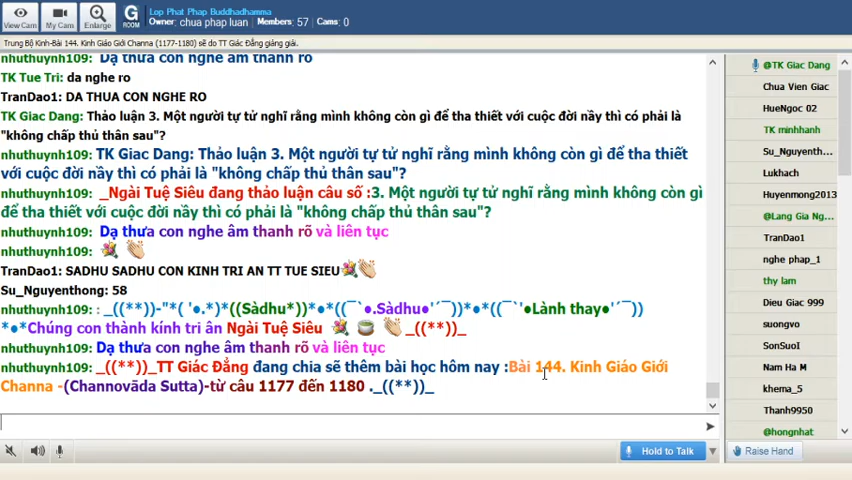 View Cam
My Cam
Enlarge
G
ROOM
Lop Phat Phap Buddhadhamma
Owner: chua phap luan / Members: 57 / Cams: 0
Trung Bộ Kinh-Bài 144. Kinh Giáo Giới Channa (1177-1180) sẽ do TT Giác Đẳng giảng giải.
nhuthuynh109: Dạ thưa con nghe âm thanh rõ
TK Tue Tri: da nghe ro
TranDao1: DA THUA CON NGHE RO
TK Giac Dang: Thảo luận 3. Một người tự tử nghĩ rằng mình không còn gì để tha thiết với cuộc đời nầy thì có phải là
"không chấp thủ thân sau"?
nhuthuynh109: TK Giac Dang: Thảo luận 3. Một người tự tử nghĩ rằng mình không còn gì để tha thiết
với cuộc đời nầy thì có phải là "không chấp thủ thân sau"?
nhuthuynh109: _Ngài Tuệ Siêu đang thảo luận câu số :3. Một người tự tử nghĩ rằng mình không còn gì
để tha thiết với cuộc đời nầy thì có phải là "không chấp thủ thân sau"?
nhuthuynh109: Dạ thưa con nghe âm thanh rõ và liên tục
nhuthuynh109: 💐 👏
TranDao1: SADHU SADHU CON KINH TRI AN TT TUE SIEU💐👏
Su_Nguyenthong: 58
nhuthuynh109: : _((**))-"*( '●.*)●((Sàdhu*))●*●*((¯`●.Sàdhu●'´¯))●*●*((¯`'●Lành thay●'´¯))
*●*Chúng con thành kính tri ân Ngài Tuệ Siêu 💐 🍵 👏 _((**))_
nhuthuynh109: Dạ thưa con nghe âm thanh rõ và liên tục
nhuthuynh109: _((**))_TT Giác Đẳng đang chia sẽ thêm bài học hôm nay :Bài 144. Kinh Giáo Giới
Channa -(Channovāda Sutta)-từ câu 1177 đến 1180 ._((**))_
Hold to Talk
@TK Giac Dang
Chua Vien Giac
HueNgoc 02
TK minhhanh
Su_Nguyenth...
Lukhach
Huyenmong2013
@Lang Gia Ng...
TranDao1
nghe phap_1
thy lam
Dieu Giac 999
suongvo
SonSuoI
Nam Ha M
khema_5
Thanh9950
@hongnhat
Raise Hand